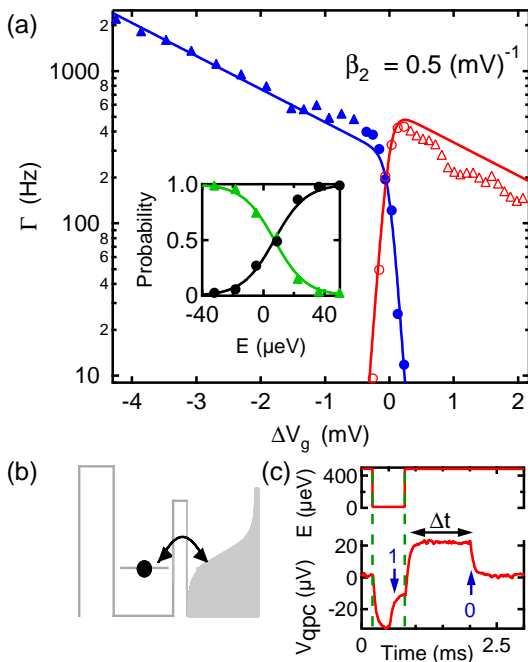 (a)
β2 = 0.5 (mV)-1
Γ (Hz)
2
1000
8
6
4
2
100
8
6
4
2
10
-4 -3 -2 -1 0 1 2
ΔVg (mV)
Probability
1.0
0.5
0
-40 0 40
E (µeV)
(b)
(c)
E (µeV)
400
0
Δt
Vqpc (µV)
20
0
-20
1
0
0 1 2
Time (ms)